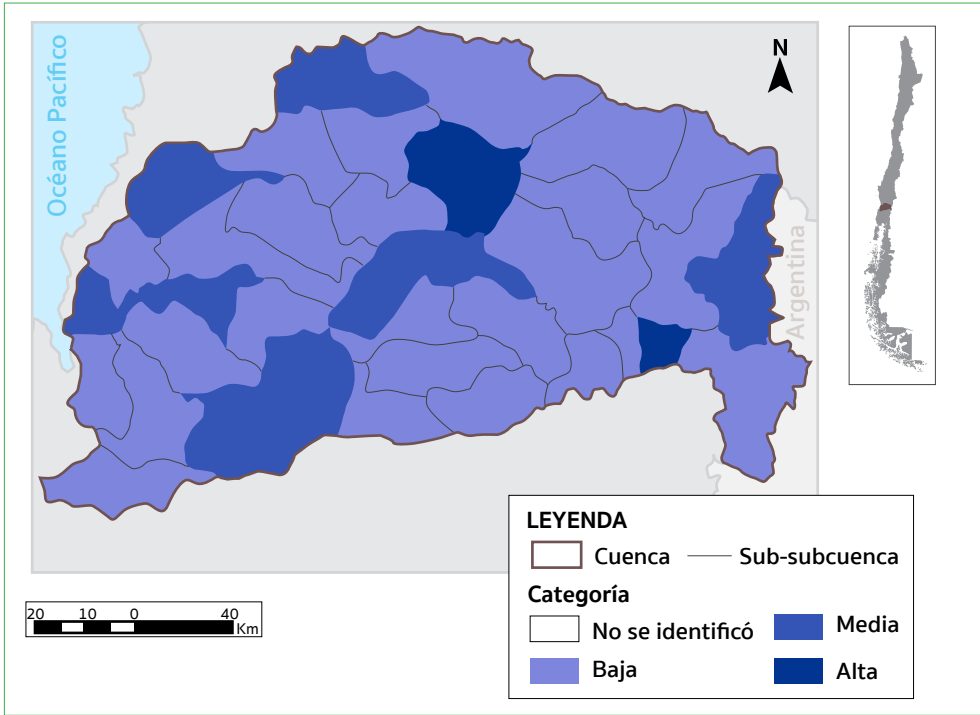 Océano Pacífico
N
Argentina
LEYENDA
Cuenca
Sub-subcuenca
Categoría
No se identificó
Media
Baja
Alta
20 10 0 40
Km